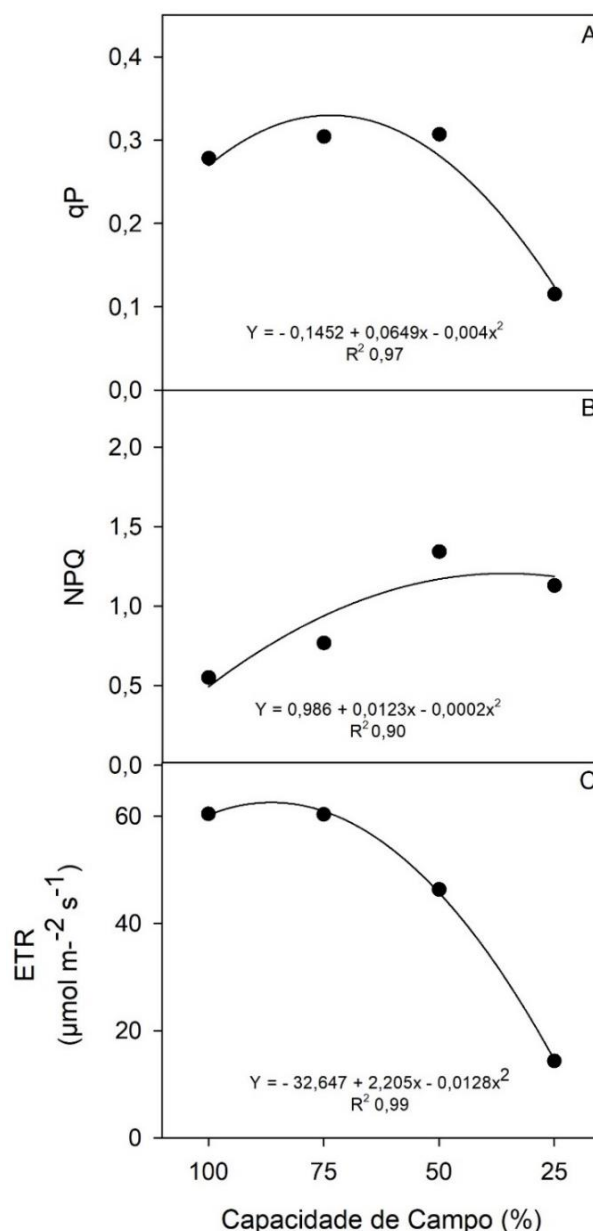 A
0,4
0,3
0,2
0,1
0,0
qP
Y = - 0,1452 + 0,0649x - 0,004x²
R² 0,97
B
2,0
1,5
1,0
0,5
0,0
NPQ
Y = 0,986 + 0,0123x - 0,0002x²
R² 0,90
C
60
40
20
0
ETR
(µmol m-⁻² s⁻¹)
Y = - 32,647 + 2,205x - 0,0128x²
R² 0,99
100 75 50 25
Capacidade de Campo (%)